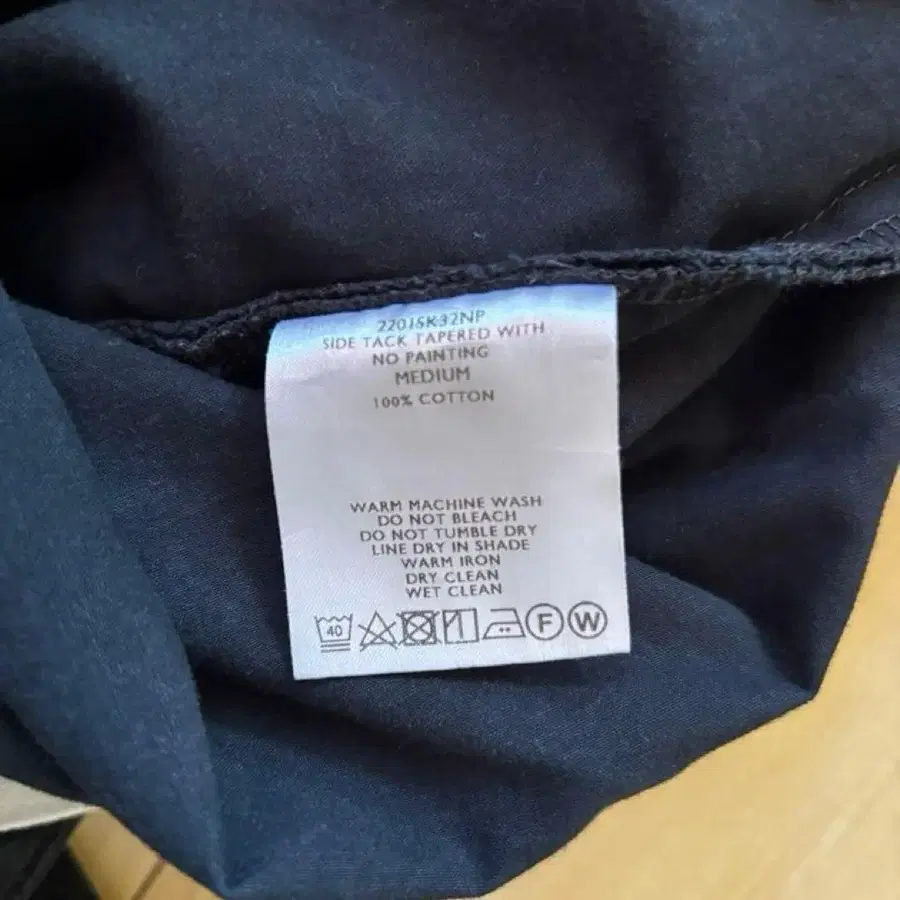 22015K32NP
SIDE TACK TAPERED WITH
NO PAINTING
MEDIUM
100% COTTON
WARM MACHINE WASH
DO NOT BLEACH
DO NOT TUMBLE DRY
LINE DRY IN SHADE
WARM IRON
DRY CLEAN
WET CLEAN
40 F W